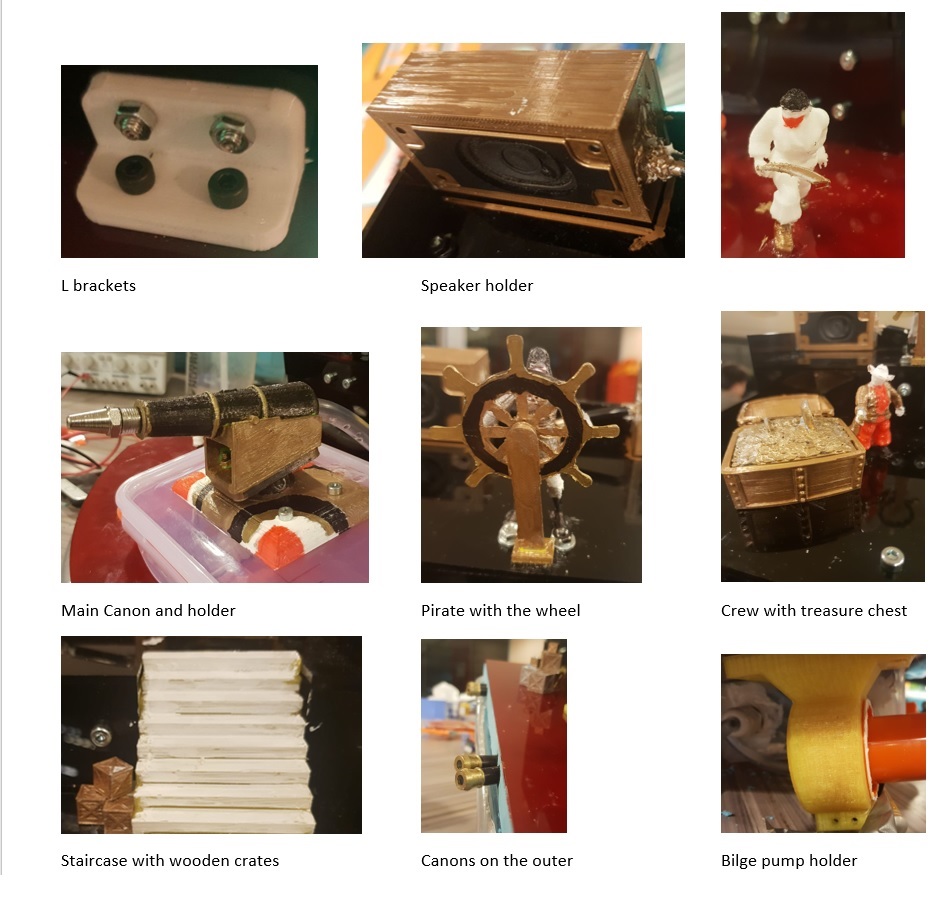 L brackets
Speaker holder
Main Canon and holder
Pirate with the wheel
Crew with treasure chest
Staircase with wooden crates
Canons on the outer
Bilge pump holder